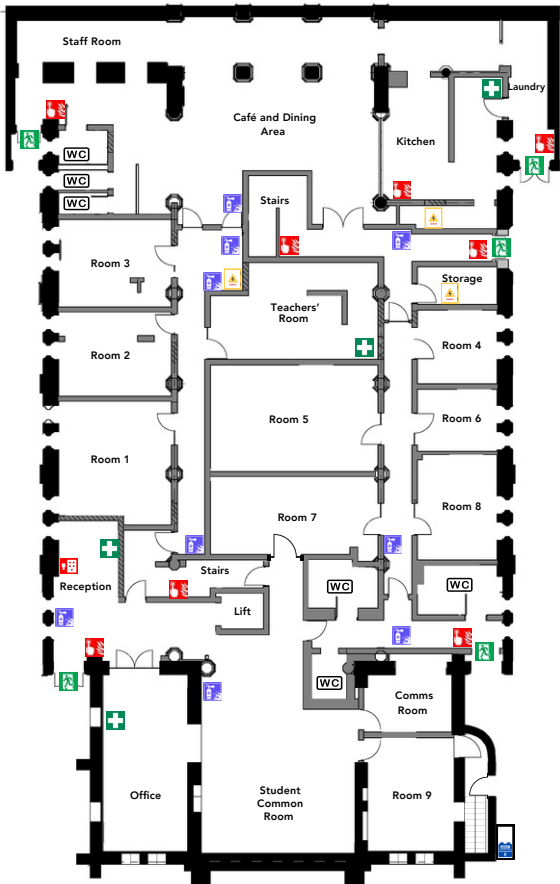 Staff Room
Café and Dining
Area
Laundry
Kitchen
WC
WC
WC
Stairs
Room 3
Storage
Teachers'
Room
Room 2
Room 4
Room 5
Room 6
Room 1
Room 8
Room 7
Reception
Stairs
WC
WC
Lift
WC
Comms
Room
Office
Student
Common
Room
Room 9